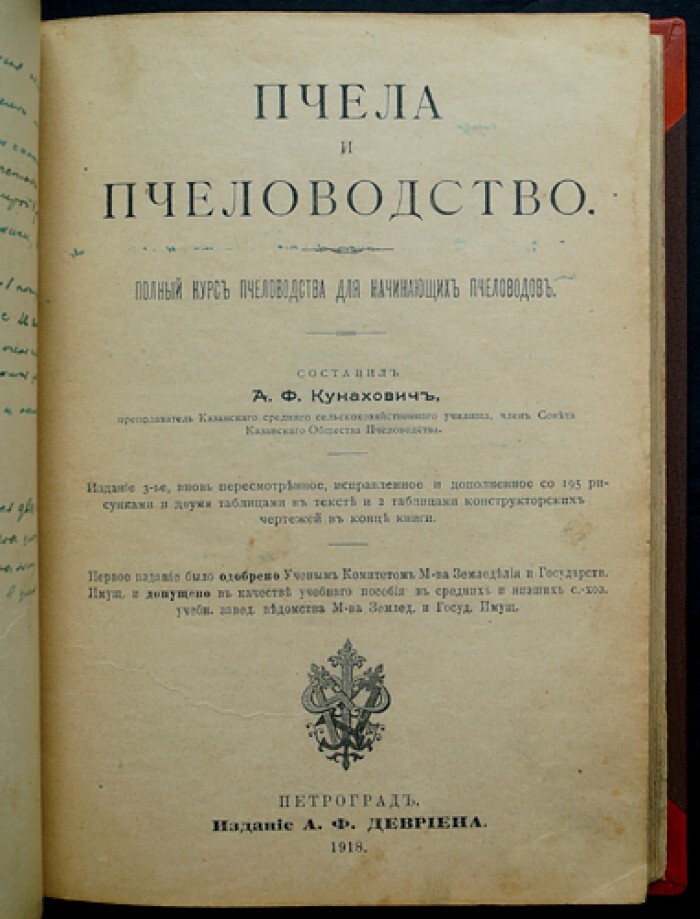 ПЧЕЛА
И
ПЧЕЛОВОДСТВО.
ПОЛНЫЙ КУРСЪ ПЧЕЛОВОДСТВА ДЛЯ НАЧИНАЮЩИХЪ ПЧЕЛОВОДОВЪ.
СОСТАВИЛЪ
А. Ф. Кунаховичъ,
преподаватель Казанскаго средняго сельскохозяйственнаго училища, членъ Совѣта
Казанскаго Общества Пчеловодства.
Изданіе 3-ье, вновь пересмотрѣнное, исправленное и дополненное со 195 ри-
сунками и двумя таблицами въ текстѣ и 2 таблицами конструкторскихъ
чертежей въ концѣ книги.
Первое изданіе было одобрено Ученымъ Комитетомъ М-ва Земледѣлія и Государств.
Имущ. и допущено въ качествѣ учебнаго пособія въ среднихъ и низшихъ с.-хоз.
учебн. завед. вѣдомства М-ва Землед. и Госуд. Имущ.
ПЕТРОГРАДЪ.
Изданіе А. Ф. ДЕВРІЕНА.
1918.